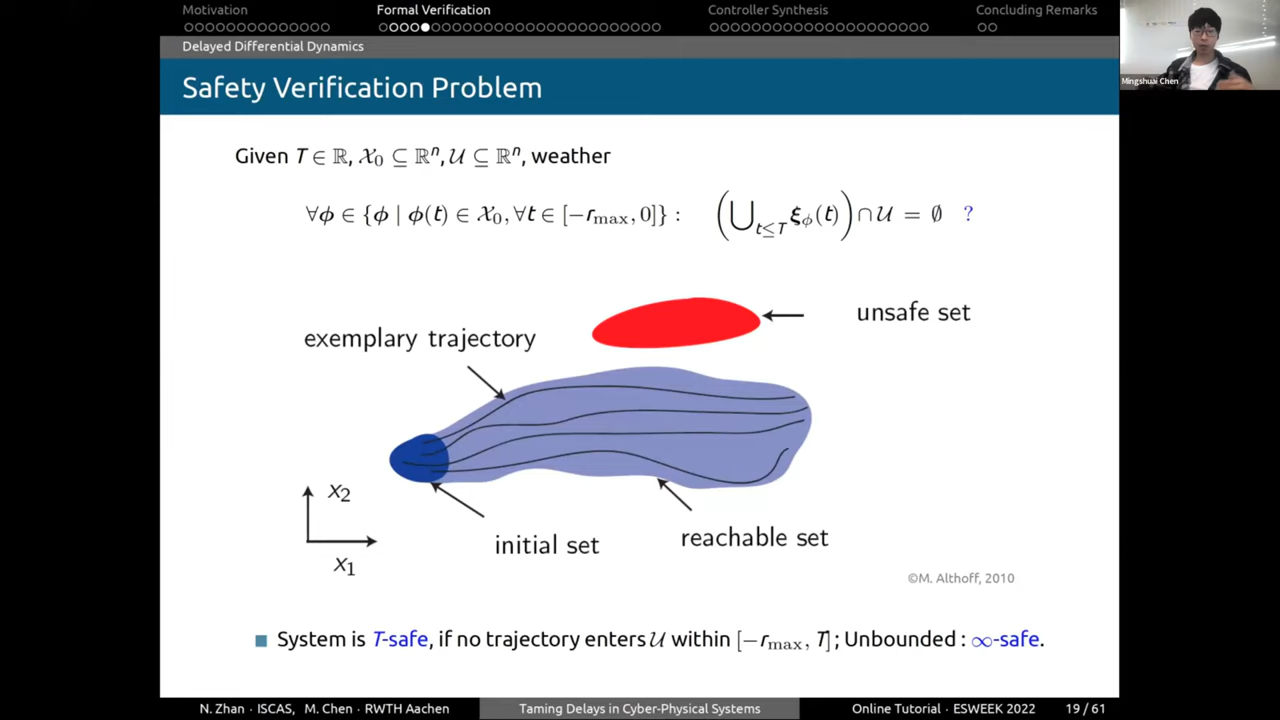 Motivation Formal Verification Controller Synthesis Concluding Remarks
Delayed Differential Dynamics
Safety Verification Problem
Given T ∈ ℝ, 𝒳₀ ⊆ ℝⁿ, 𝒰 ⊆ ℝⁿ, weather
∀ϕ ∈ {ϕ | ϕ(t) ∈ 𝒳₀, ∀t ∈ [−r_max, 0]} : (⋃_{t≤T} ξ_ϕ(t)) ∩ 𝒰 = ∅ ?
unsafe set
exemplary trajectory
x₂
x₁
initial set
reachable set
©M. Althoff, 2010
System is T-safe, if no trajectory enters 𝒰 within [−r_max, T]; Unbounded : ∞-safe.
N. Zhan · ISCAS, M. Chen · RWTH Aachen Taming Delays in Cyber-Physical Systems Online Tutorial · ESWEEK 2022 19 / 61
Mingshuai Chen